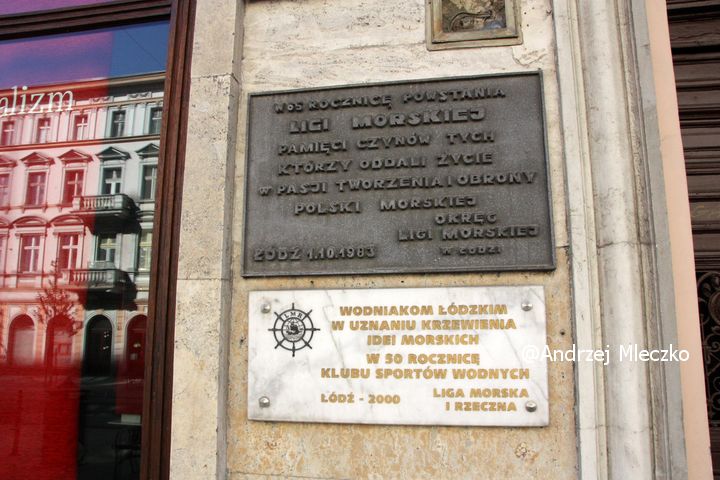 alizm
W 65 ROCZNICĘ POWSTANIA
LIGI MORSKIEJ
PAMIĘCI CZYNÓW TYCH
KTÓRZY ODDALI ŻYCIE
W PASJI TWORZENIA I OBRONY
POLSKI MORSKIEJ
OKRĘG
LIGI MORSKIEJ
W ŁODZI
ŁÓDŹ 1.10.1983
WODNIAKOM ŁÓDZKIM
W UZNANIU KRZEWIENIA
IDEI MORSKICH
W 50 ROCZNICĘ
KLUBU SPORTÓW WODNYCH
ŁÓDŹ - 2000
LIGA MORSKA
I RZECZNA
@Andrzej Mleczko